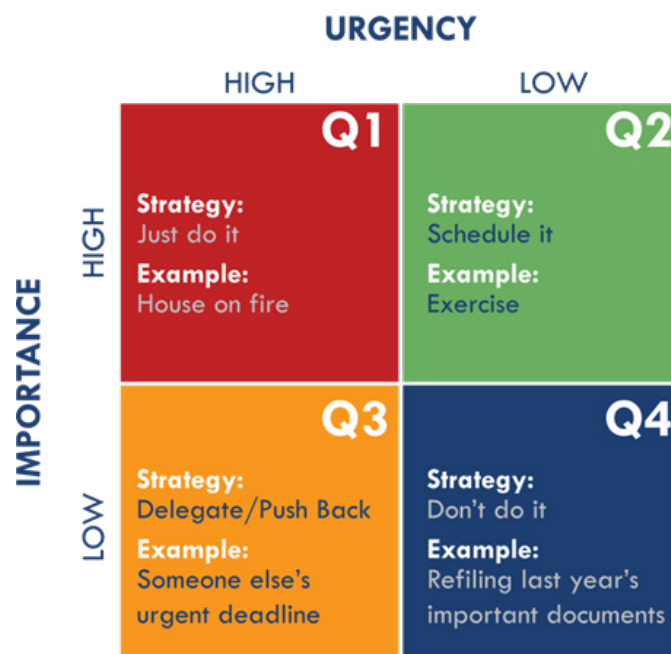 URGENCY
HIGH
LOW
IMPORTANCE
HIGH
Q1
Strategy:
Just do it
Example:
House on fire
Q2
Strategy:
Schedule it
Example:
Exercise
LOW
Q3
Strategy:
Delegate/Push Back
Example:
Someone else's
urgent deadline
Q4
Strategy:
Don't do it
Example:
Refiling last year's
important documents